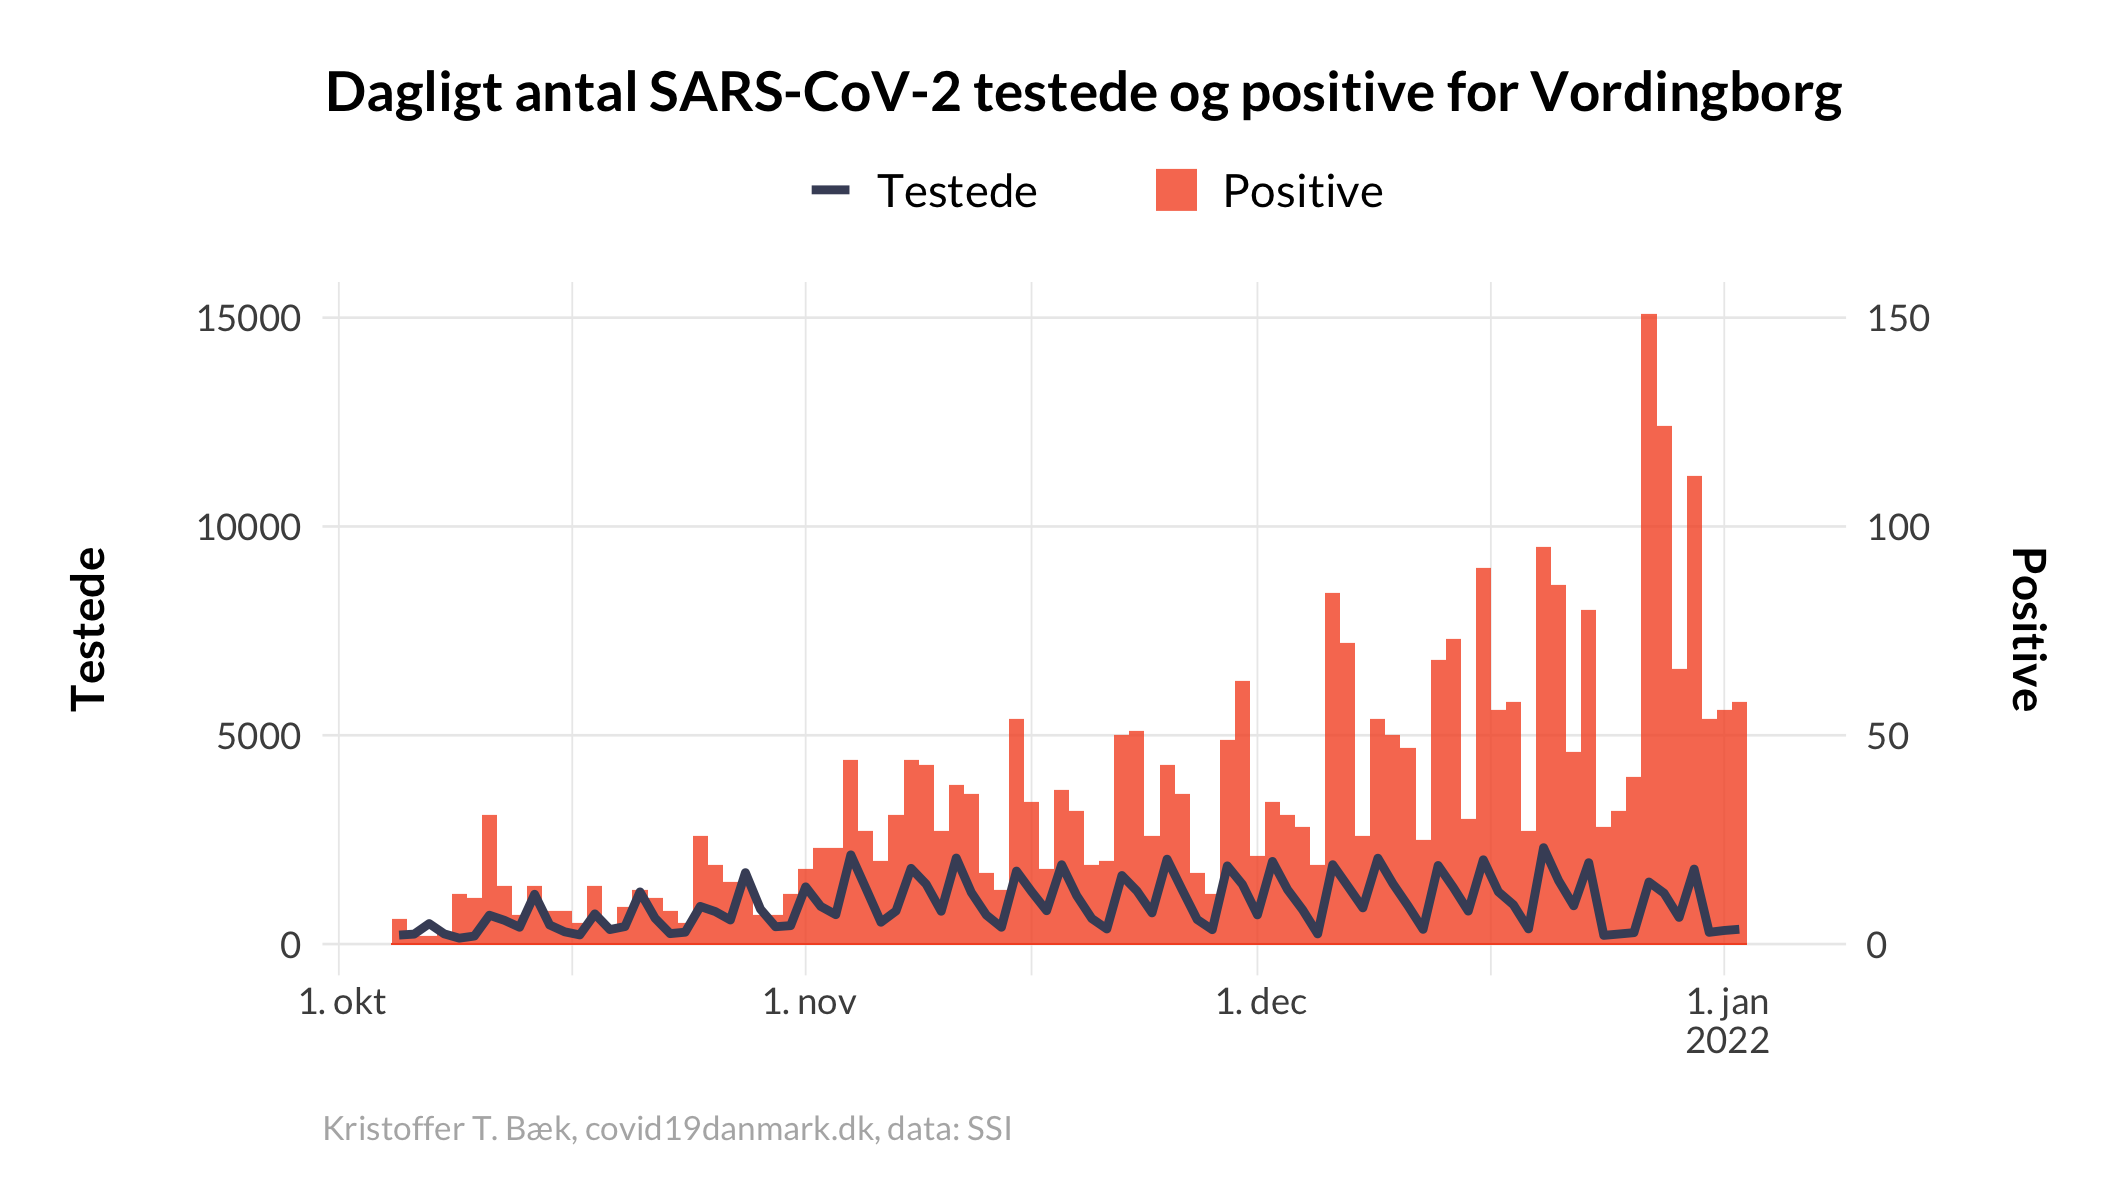 Dagligt antal SARS-CoV-2 testede og positive for Vordingborg
Testede Positive
15000 150
10000 100
5000 50
0 0
Testede
Positive
1. okt 1. nov 1. dec 1. jan
2022
Kristoffer T. Bæk, covid19danmark.dk, data: SSI